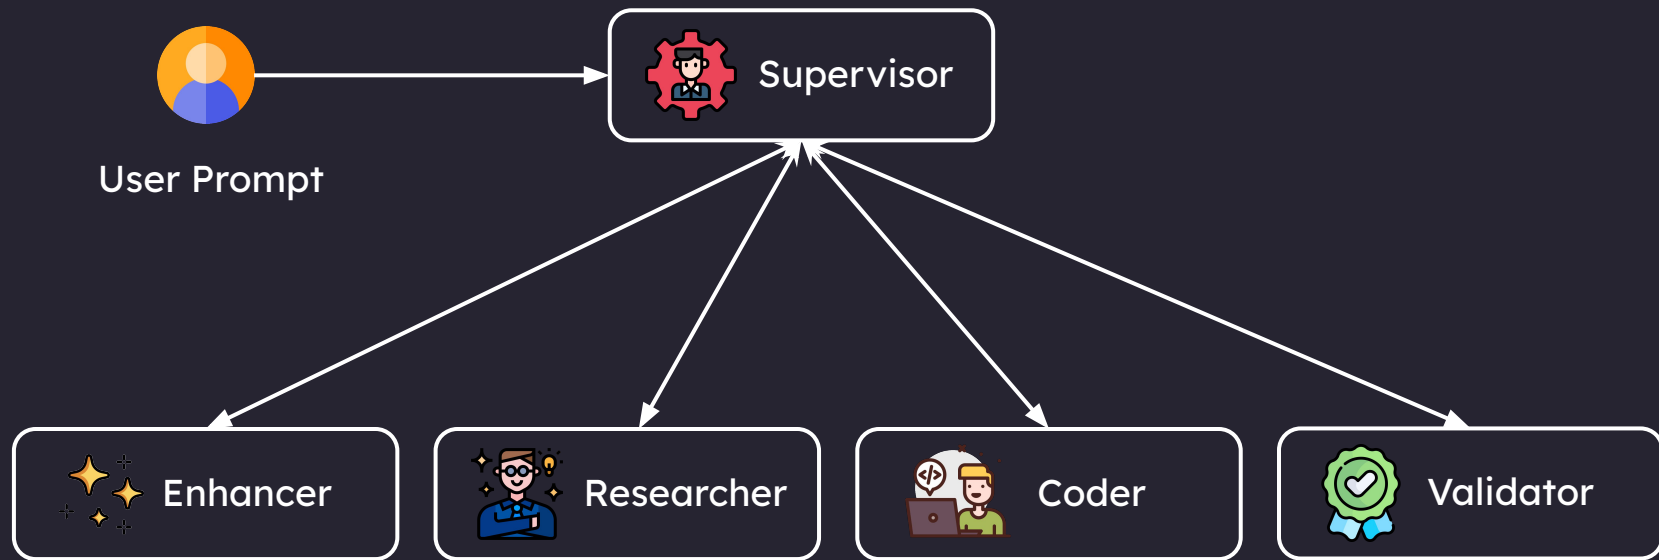 Supervisor
User Prompt
Enhancer
Researcher
Coder
Validator